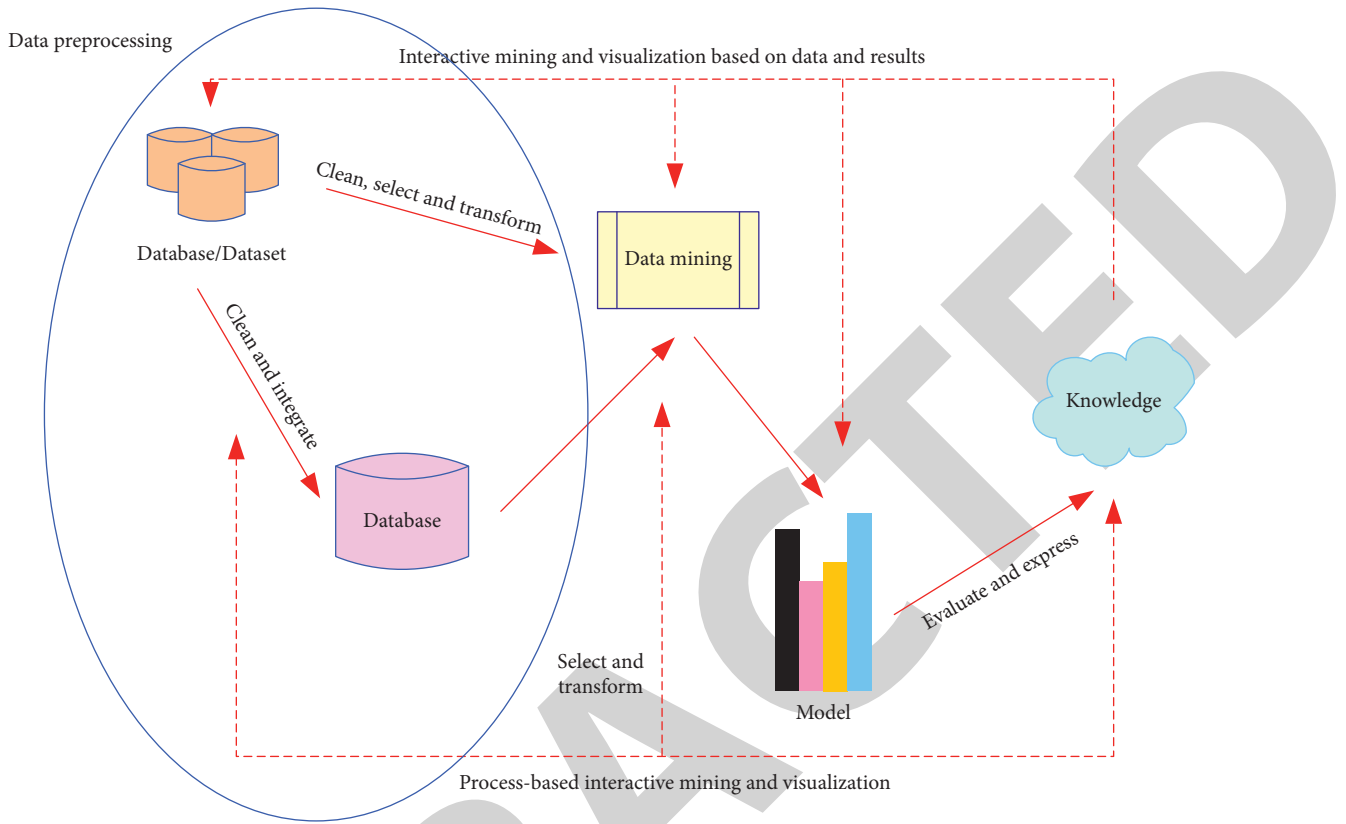 Data preprocessing
Interactive mining and visualization based on data and results
Clean, select and transform
Database/Dataset
Data mining
Clean and integrate
Knowledge
Database
Evaluate and express
Select and
transform
Model
Process-based interactive mining and visualization
ACTED